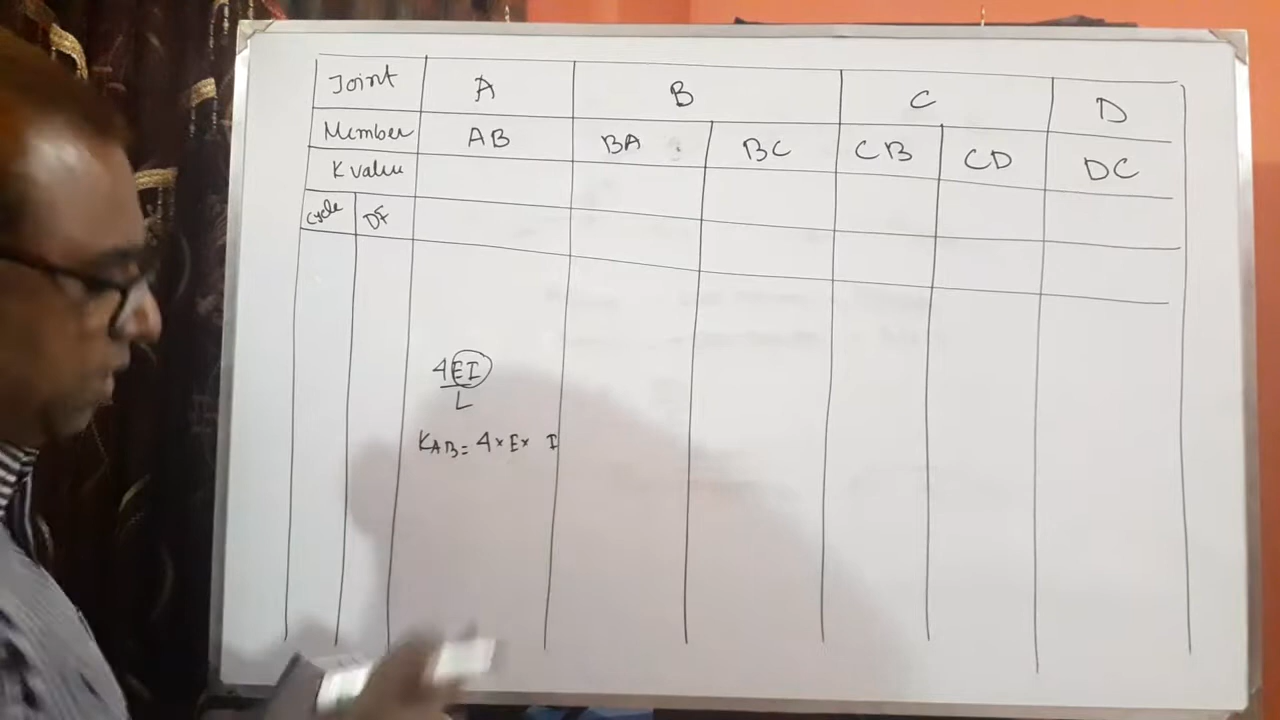 Joint A B C D
Member AB BA BC CB CD DC
K value
Cycle DF
4EI
L
KAB = 4 × E × I